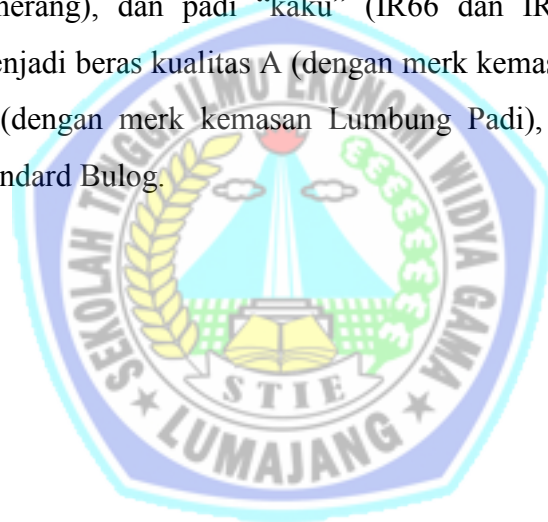 merang), dan padi "kaku" (IR66 dan IR
enjadi beras kualitas A (dengan merk kemas
(dengan merk kemasan Lumbung Padi),
ndard Bulog.
SEKOLAH TINGGI ILMU EKONOMI WIDYA GAMA
STIE
LUMAJANG